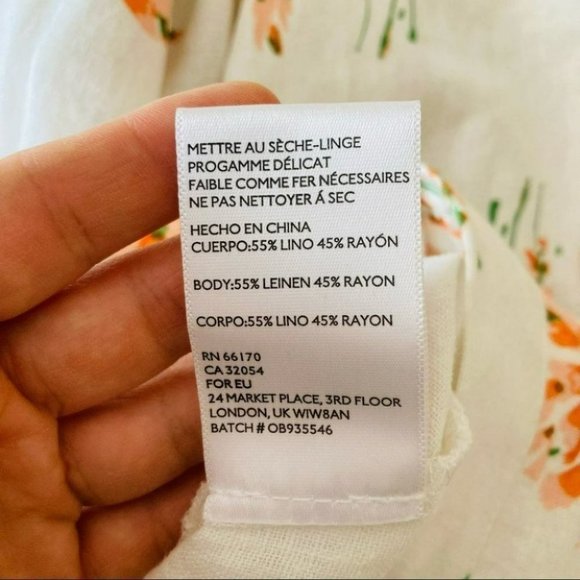 METTRE AU SÈCHE-LINGE
PROGAMME DÉLICAT
FAIBLE COMME FER NÉCESSAIRES
NE PAS NETTOYER Á SEC
HECHO EN CHINA
CUERPO:55% LINO 45% RAYÓN
BODY:55% LEINEN 45% RAYON
CORPO:55% LINO 45% RAYON
RN 66170
CA 32054
FOR EU
24 MARKET PLACE, 3RD FLOOR
LONDON, UK WIW8AN
BATCH # OB935546